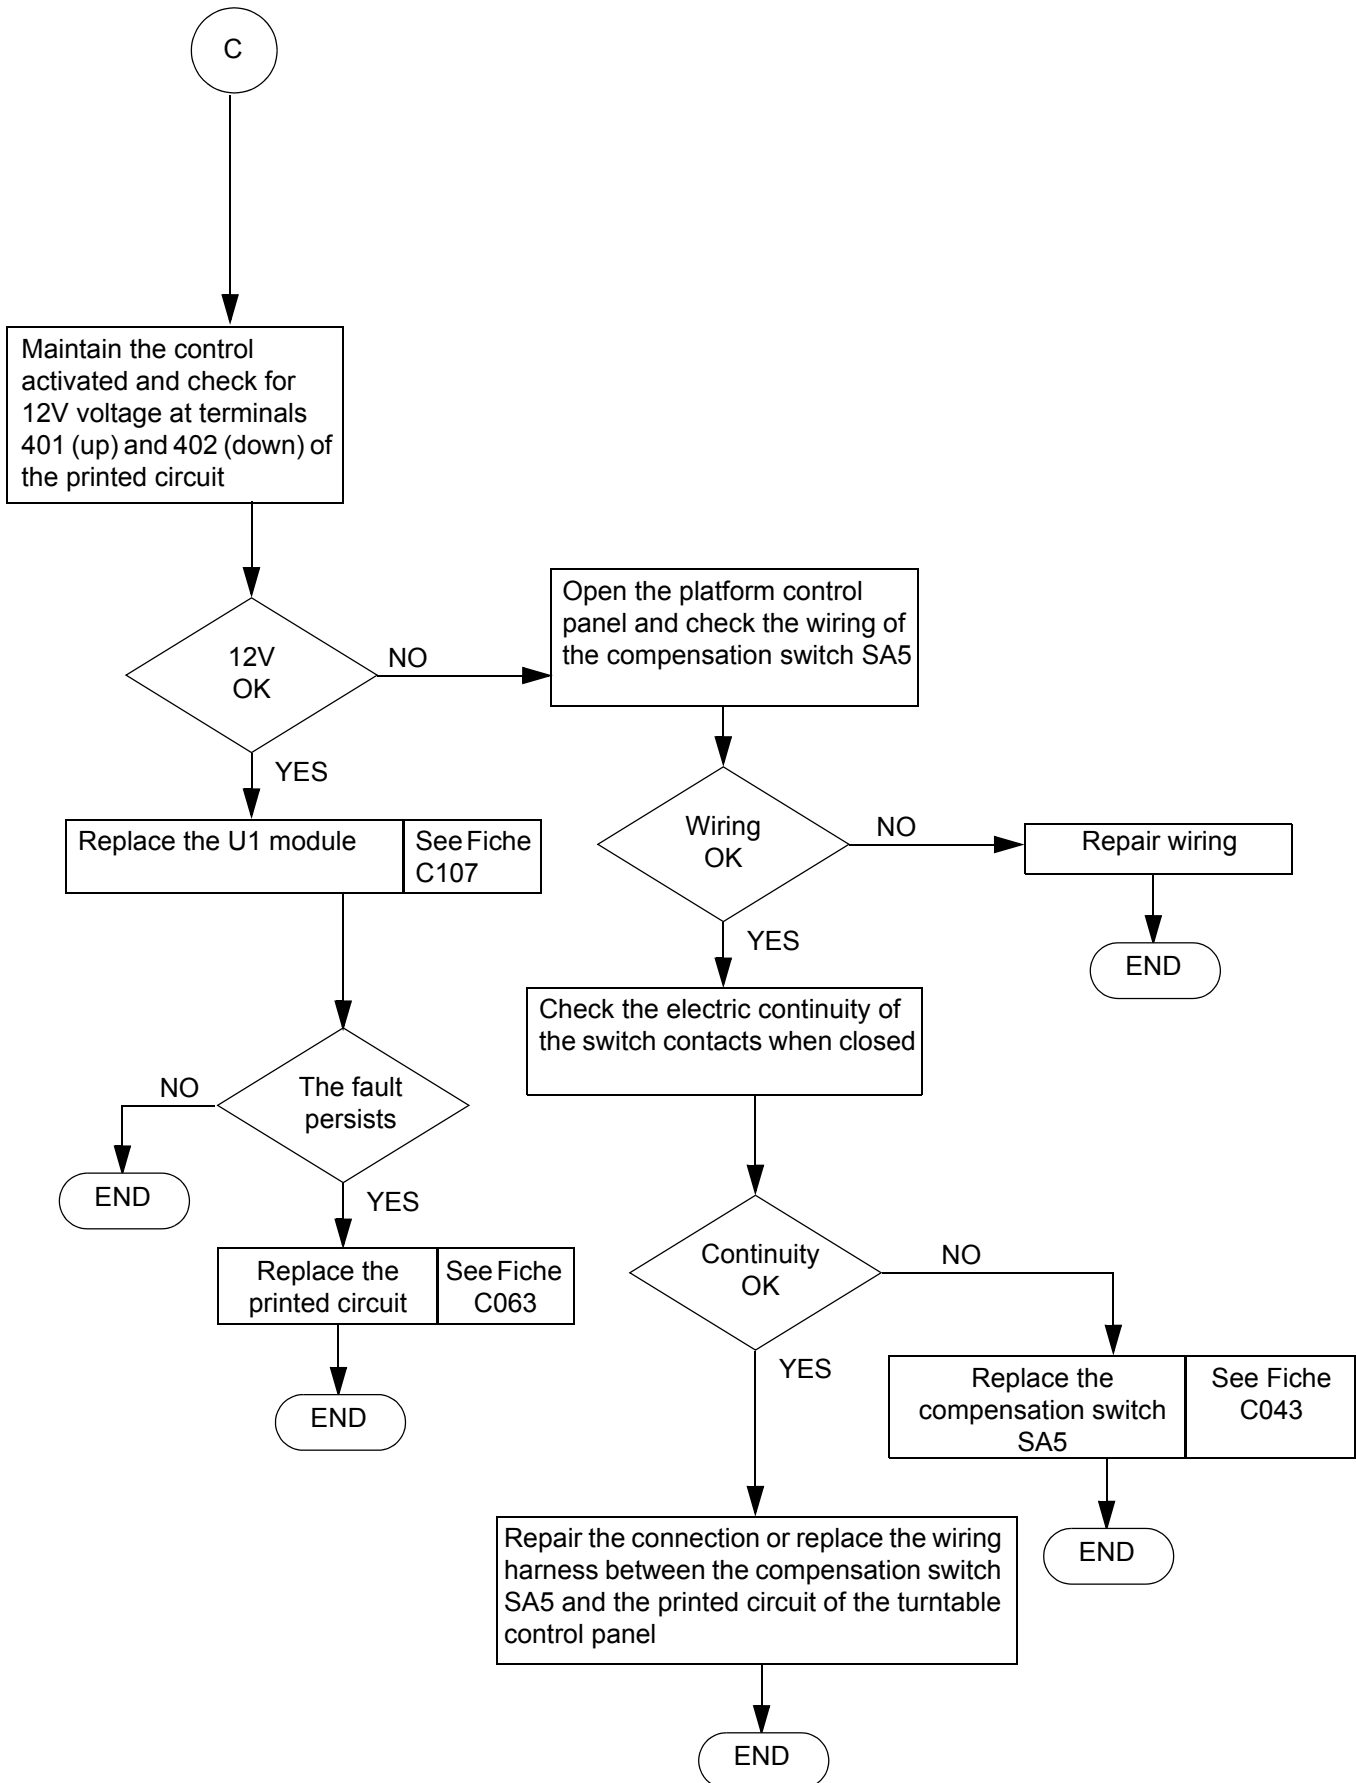 C
Maintain the control
activated and check for
12V voltage at terminals
401 (up) and 402 (down) of
the printed circuit
Open the platform control
panel and check the wiring of
the compensation switch SA5
12V
OK
NO
YES
Replace the U1 module
See Fiche
C107
Wiring
OK
NO
Repair wiring
END
YES
Check the electric continuity of
the switch contacts when closed
The fault
persists
NO
END
YES
Replace the
printed circuit
See Fiche
C063
END
Continuity
OK
NO
YES
Replace the
compensation switch
SA5
See Fiche
C043
END
Repair the connection or replace the wiring
harness between the compensation switch
SA5 and the printed circuit of the turntable
control panel
END